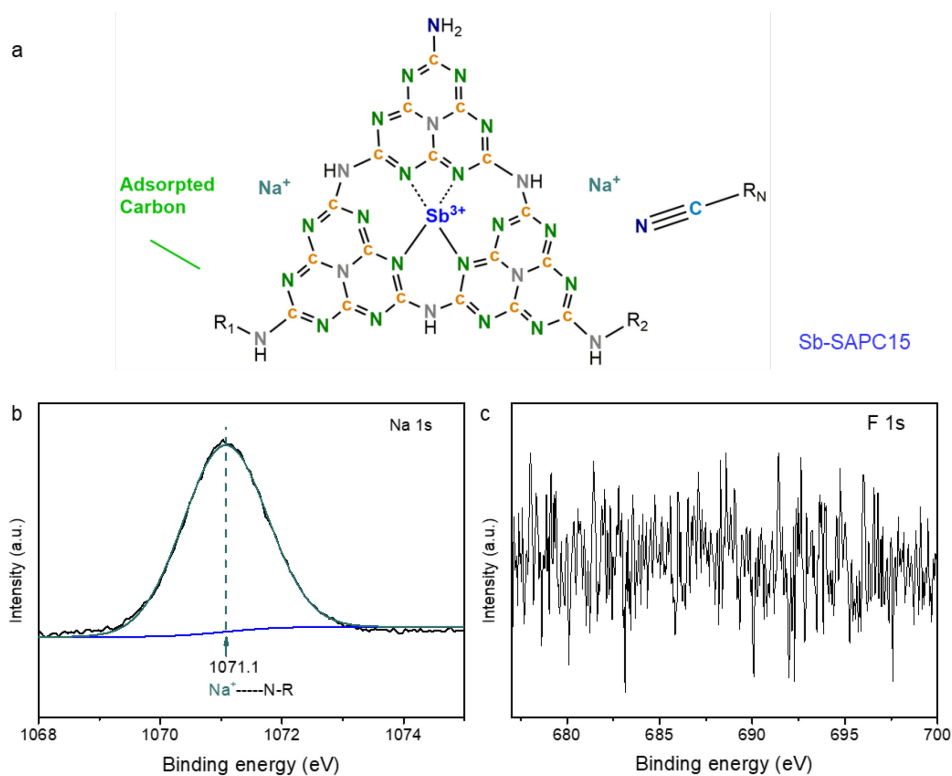 a
NH2
N N
C
C N C
N N N
C C C
N N
HN NH
Na+ Na+
Adsorpted
Carbon
Sb3+
N C RN
R1 N
H
N
H
N R2
H
Sb-SAPC15
b
Na 1s
Intensity (a.u.)
1071.1
Na+-----N-R
1068 1070 1072 1074
Binding energy (eV)
c
F 1s
Intensity (a.u.)
680 685 690 695 700
Binding energy (eV)